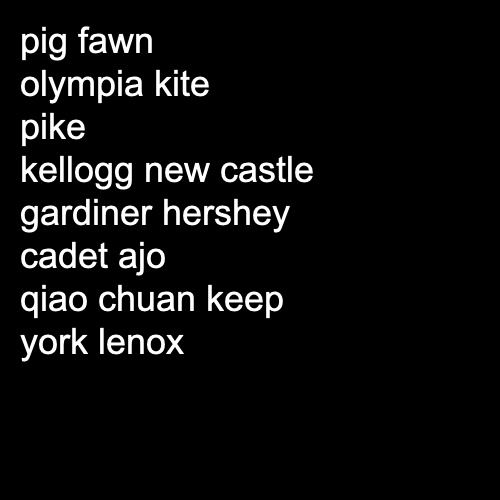 pig fawn
olympia kite
pike
kellogg new castle
gardiner hershey
cadet ajo
qiao chuan keep
york lenox